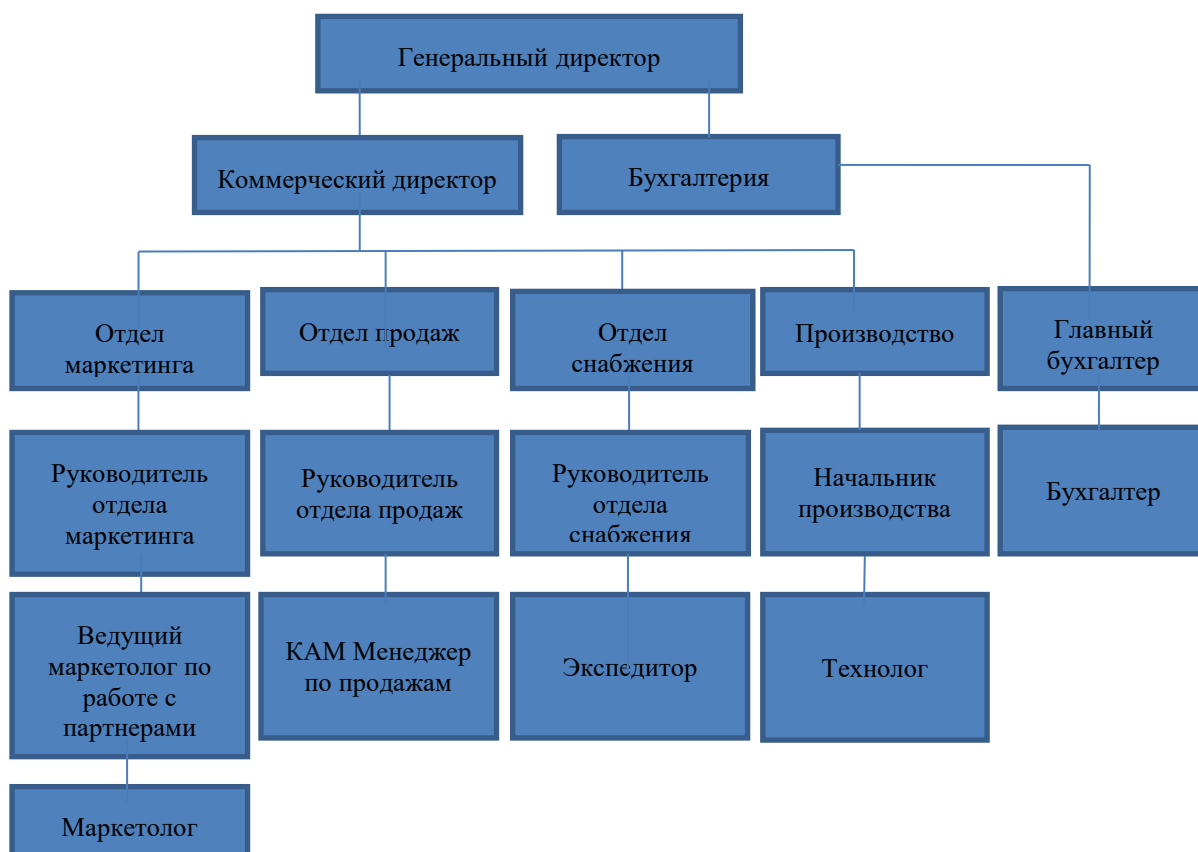 Генеральный директор
Коммерческий директор
Бухгалтерия
Отдел
маркетинга
Отдел продаж
Отдел
снабжения
Производство
Главный
бухгалтер
Руководитель
отдела
маркетинга
Руководитель
отдела продаж
Руководитель
отдела
снабжения
Начальник
производства
Бухгалтер
Ведущий
маркетолог по
работе с
партнерами
КАМ Менеджер
по продажам
Экспедитор
Технолог
Маркетолог